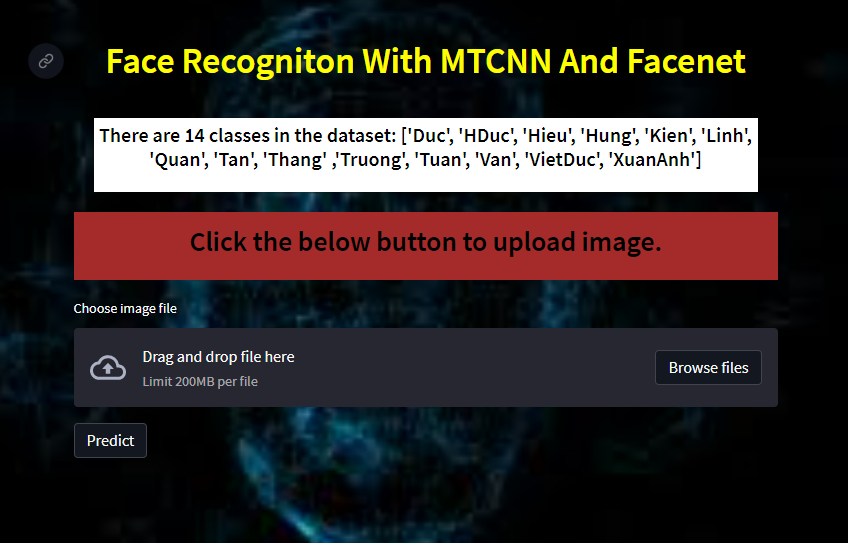 Face Recogniton With MTCNN And Facenet
There are 14 classes in the dataset: ['Duc', 'HDuc', 'Hieu', 'Hung', 'Kien', 'Linh',
'Quan', 'Tan', 'Thang' ,'Truong', 'Tuan', 'Van', 'VietDuc', 'XuanAnh']
Click the below button to upload image.
Choose image file
Drag and drop file here
Limit 200MB per file
Browse files
Predict